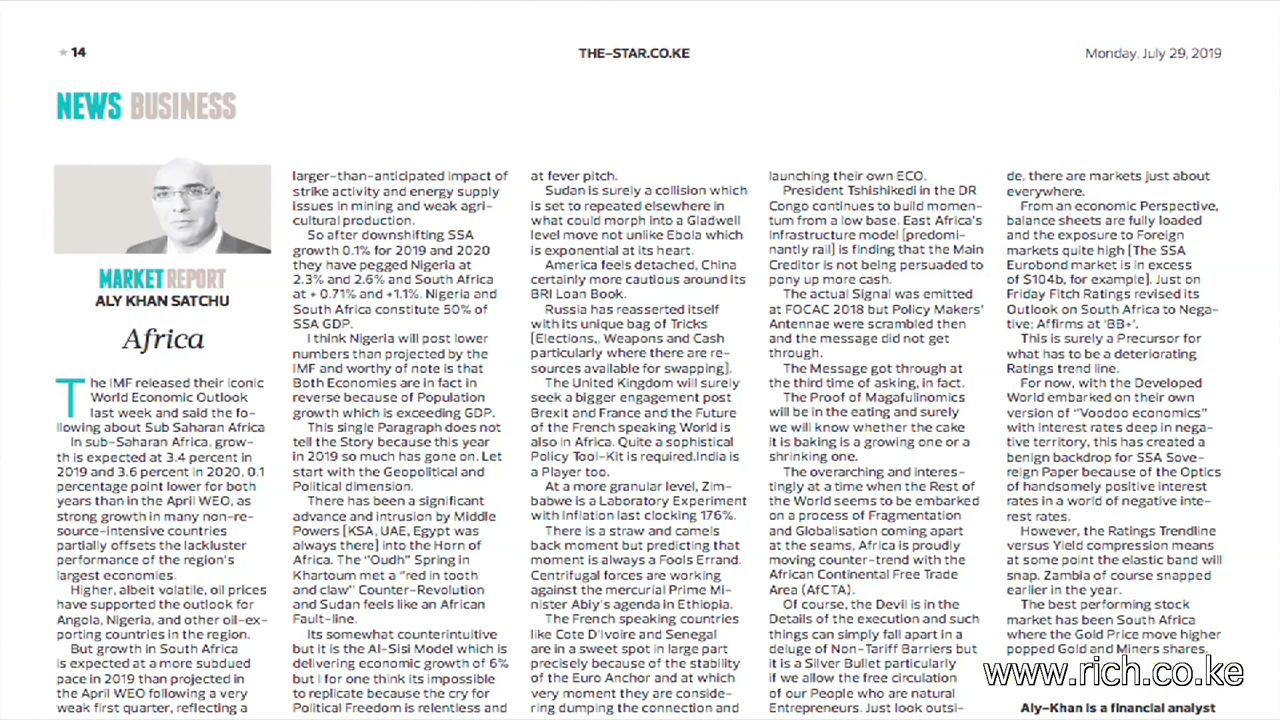 ★ 14
THE-STAR.CO.KE
Monday, July 29, 2019
NEWS BUSINESS
MARKET REPORT
ALY KHAN SATCHU
Africa
The IMF released their iconic
World Economic Outlook
last week and said the fo-
llowing about Sub Saharan Africa
In sub-Saharan Africa, grow-
th is expected at 3.4 percent in
2019 and 3.6 percent in 2020, 0.1
percentage point lower for both
years than in the April WEO, as
strong growth in many non-re-
source-intensive countries
partially offsets the lackluster
performance of the region's
largest economies.
Higher, albeit volatile, oil prices
have supported the outlook for
Angola, Nigeria, and other oil-ex-
porting countries in the region.
But growth in South Africa
is expected at a more subdued
pace in 2019 than projected in
the April WEO following a very
weak first quarter, reflecting a
larger-than-anticipated impact of
strike activity and energy supply
issues in mining and weak agri-
cultural production.
So after downshifting SSA
growth 0.1% for 2019 and 2020
they have pegged Nigeria at
2.3% and 2.6% and South Africa
at + 0.71% and +1.1%. Nigeria and
South Africa constitute 50% of
SSA GDP.
I think Nigeria will post lower
numbers than projected by the
IMF and worthy of note is that
Both Economies are in fact in
reverse because of Population
growth which is exceeding GDP.
This single Paragraph does not
tell the Story because this year
in 2019 so much has gone on. Let
start with the Geopolitical and
Political dimension.
There has been a significant
advance and intrusion by Middle
Powers [KSA, UAE, Egypt was
always there] into the Horn of
Africa. The "Oudh" Spring in
Khartoum met a "red in tooth
and claw" Counter-Revolution
and Sudan feels like an African
Fault-line.
Its somewhat counterintuitive
but it is the Al-Sisi Model which is
delivering economic growth of 6%
but I for one think its impossible
to replicate because the cry for
Political Freedom is relentless and
at fever pitch.
Sudan is surely a collision which
is set to repeated elsewhere in
what could morph into a Gladwell
level move not unlike Ebola which
is exponential at its heart.
America feels detached, China
certainly more cautious around its
BRI Loan Book.
Russia has reasserted itself
with its unique bag of Tricks
[Elections,, Weapons and Cash
particularly where there are re-
sources available for swapping].
The United Kingdom will surely
seek a bigger engagement post
Brexit and France and the Future
of the French speaking World is
also in Africa. Quite a sophistical
Policy Tool-Kit is required.India is
a Player too.
At a more granular level, Zim-
babwe is a Laboratory Experiment
with Inflation last clocking 176%.
There is a straw and camels
back moment but predicting that
moment is always a Fools Errand.
Centrifugal forces are working
against the mercurial Prime Mi-
nister Abiy's agenda in Ethiopia.
The French speaking countries
like Cote D'Ivoire and Senegal
are in a sweet spot in large part
precisely because of the stability
of the Euro Anchor and at which
very moment they are conside-
ring dumping the connection and
launching their own ECO.
President Tshishikedi in the DR
Congo continues to build momen-
tum from a low base. East Africa's
Infrastructure model [predomi-
nantly rail] is finding that the Main
Creditor is not being persuaded to
pony up more cash.
The actual Signal was emitted
at FOCAC 2018 but Policy Makers'
Antennae were scrambled then
and the message did not get
through.
The Message got through at
the third time of asking, in fact.
The Proof of Magafulinomics
will be in the eating and surely
we will know whether the cake
it is baking is a growing one or a
shrinking one.
The overarching and interes-
tingly at a time when the Rest of
the World seems to be embarked
on a process of Fragmentation
and Globalisation coming apart
at the seams, Africa is proudly
moving counter-trend with the
African Continental Free Trade
Area (AfCTA).
Of course, the Devil is in the
Details of the execution and such
things can simply fall apart in a
deluge of Non-Tariff Barriers but
it is a Silver Bullet particularly
if we allow the free circulation
of our People who are natural
Entrepreneurs. Just look outsi-
de, there are markets just about
everywhere.
From an economic Perspective,
balance sheets are fully loaded
and the exposure to Foreign
markets quite high [The SSA
Eurobond market is in excess
of $104b, for example]. Just on
Friday Fitch Ratings revised its
Outlook on South Africa to Nega-
tive; Affirms at 'BB+'.
This is surely a Precursor for
what has to be a deteriorating
Ratings trend line.
For now, with the Developed
World embarked on their own
version of "Voodoo economics"
with interest rates deep in nega-
tive territory, this has created a
benign backdrop for SSA Sove-
reign Paper because of the Optics
of handsomely positive interest
rates in a world of negative inte-
rest rates.
However, the Ratings Trendline
versus Yield compression means
at some point the elastic band will
snap. Zambia of course snapped
earlier in the year.
The best performing stock
market has been South Africa
where the Gold Price move higher
popped Gold and Miners shares.
www.rich.co.ke
Aly-Khan is a financial analyst